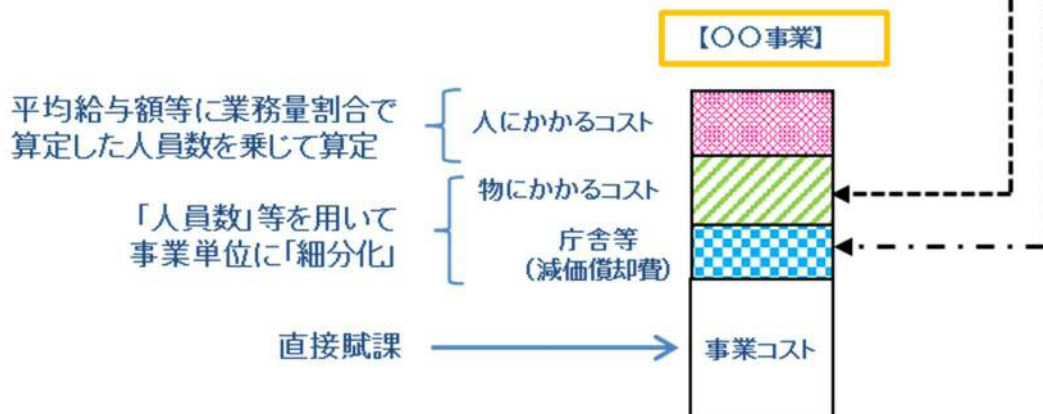 【〇〇事業】
平均給与額等に業務量割合で
算定した人員数を乗じて算定
人にかかるコスト
物にかかるコスト
「人員数」等を用いて
事業単位に「細分化」
庁舎等
（減価償却費）
直接賦課
事業コスト